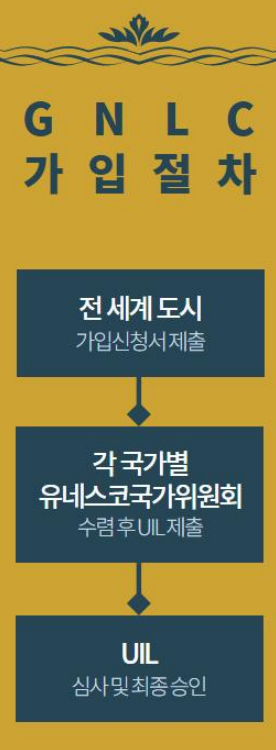 GNLC
가입절차
전 세계 도시
가입신청서 제출
각 국가별
유네스코국가위원회
수렴 후 UIL 제출
UIL
심사 및 최종 승인